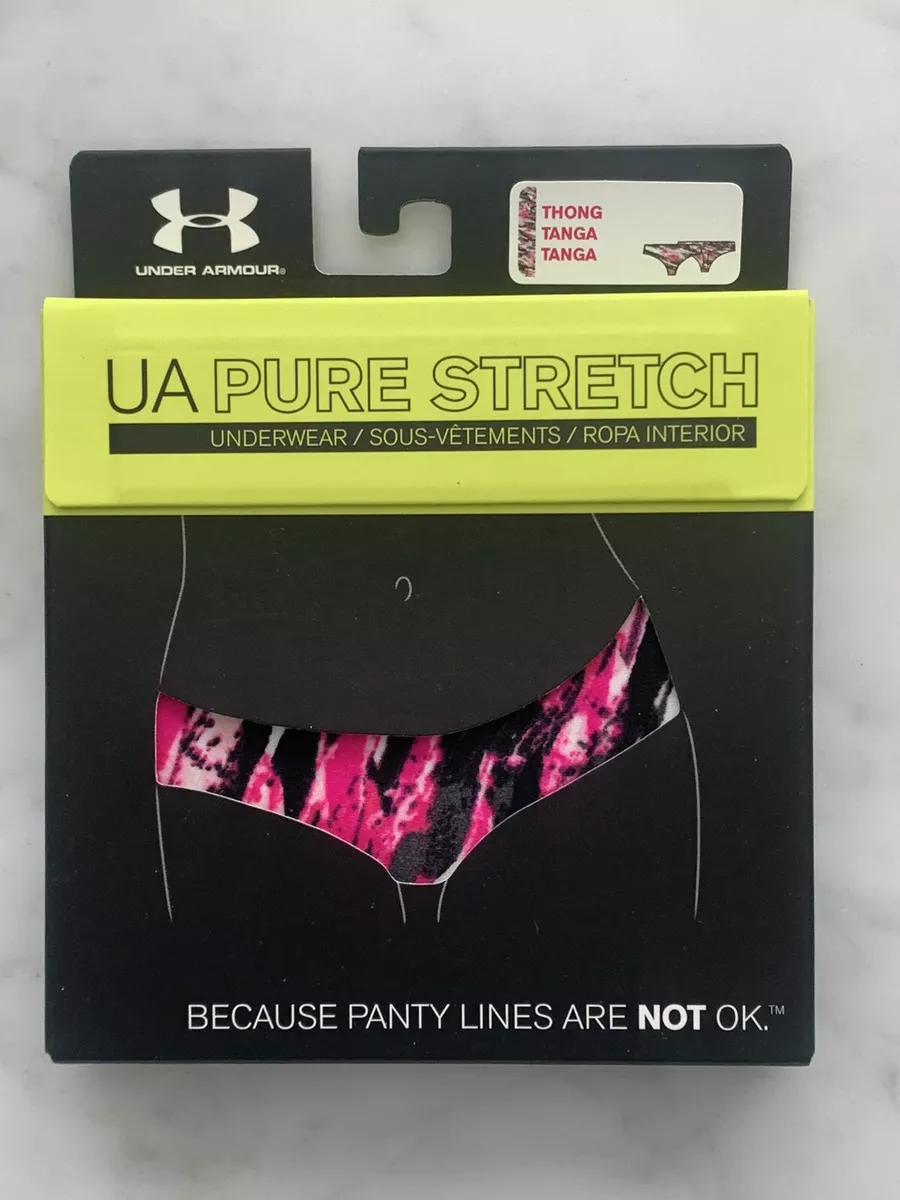 UNDER ARMOUR®
THONG
TANGA
TANGA
UA PURE STRETCH
UNDERWEAR / SOUS-VÊTEMENTS / ROPA INTERIOR
BECAUSE PANTY LINES ARE NOT OK.™